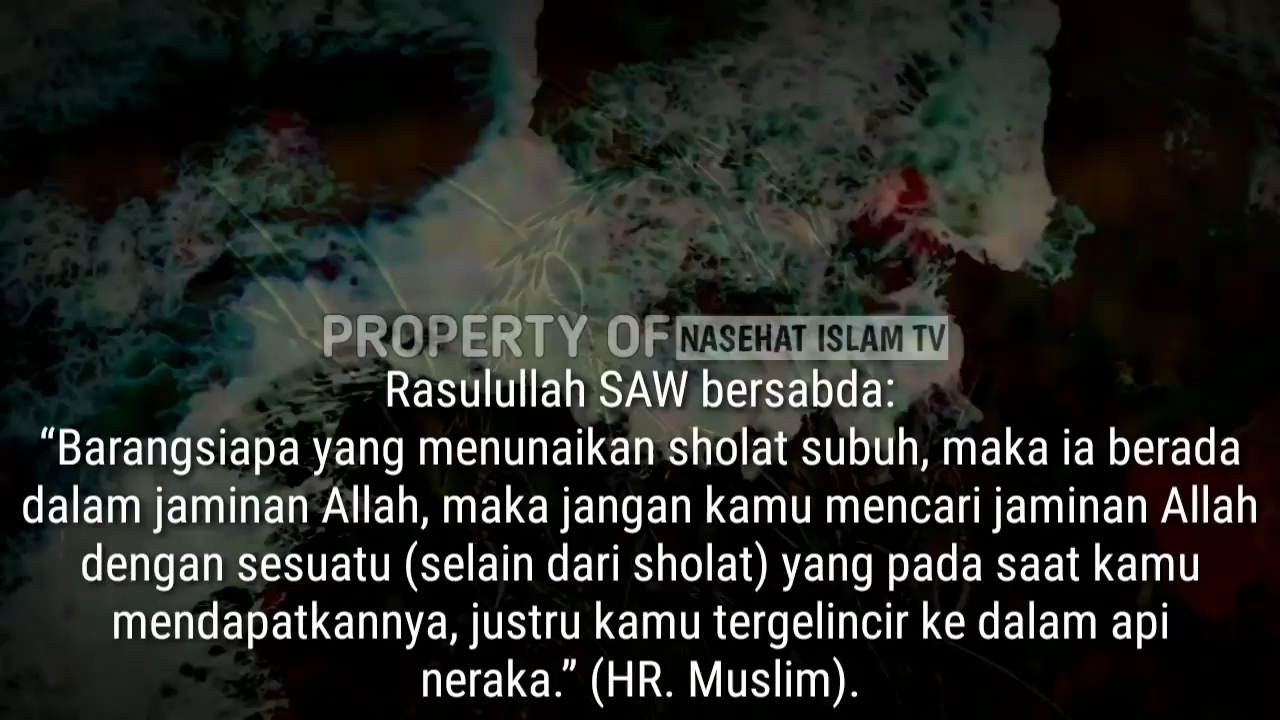 PROPERTY OF NASEHAT ISLAM TV
Rasulullah SAW bersabda:
“Barangsiapa yang menunaikan sholat subuh, maka ia berada
dalam jaminan Allah, maka jangan kamu mencari jaminan Allah
dengan sesuatu (selain dari sholat) yang pada saat kamu
mendapatkannya, justru kamu tergelincir ke dalam api
neraka.” (HR. Muslim).